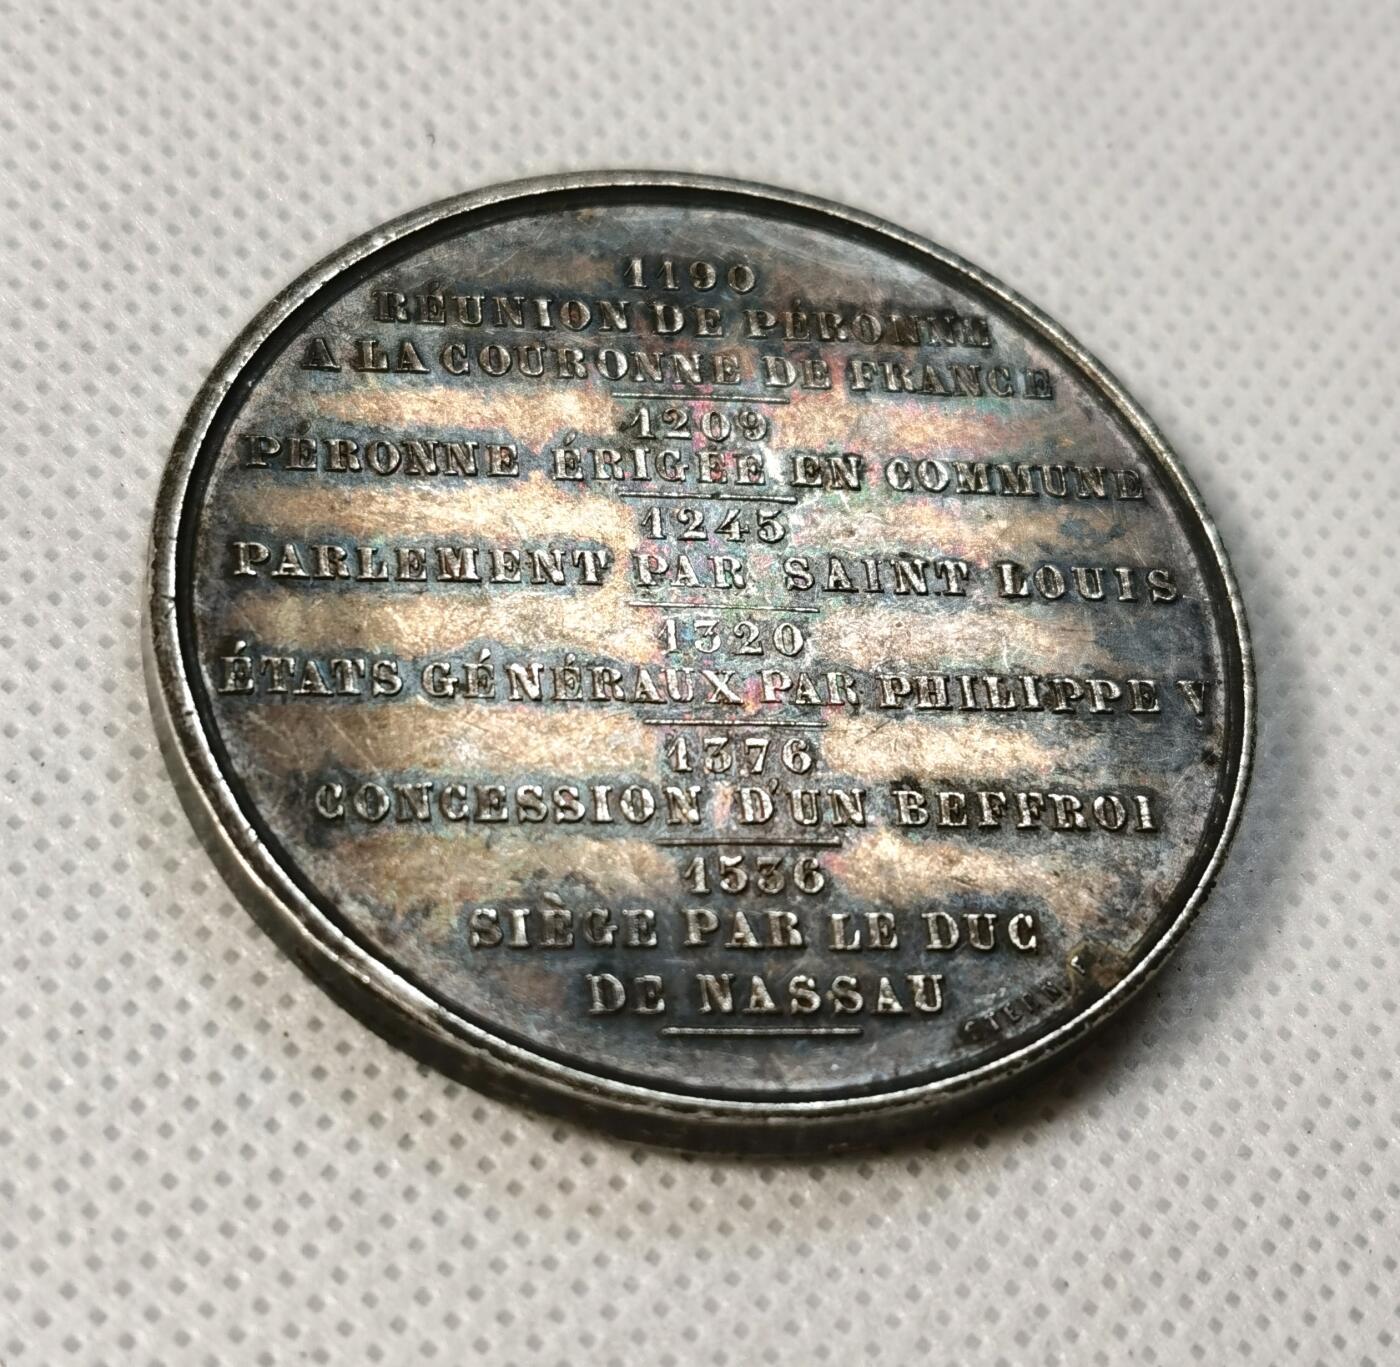 1190
RÉUNION DE PÉRONNE
A LA COURONNE DE FRANCE
1209
PÉRONNE ÉRIGÉE EN COMMUNE
1245
PARLEMENT PAR SAINT LOUIS
1320
ÉTATS GÉNÉRAUX PAR PHILIPPE V
1376
CONCESSION D'UN BEFFROI
1536
SIÈGE PAR LE DUC
DE NASSAU
STERN F